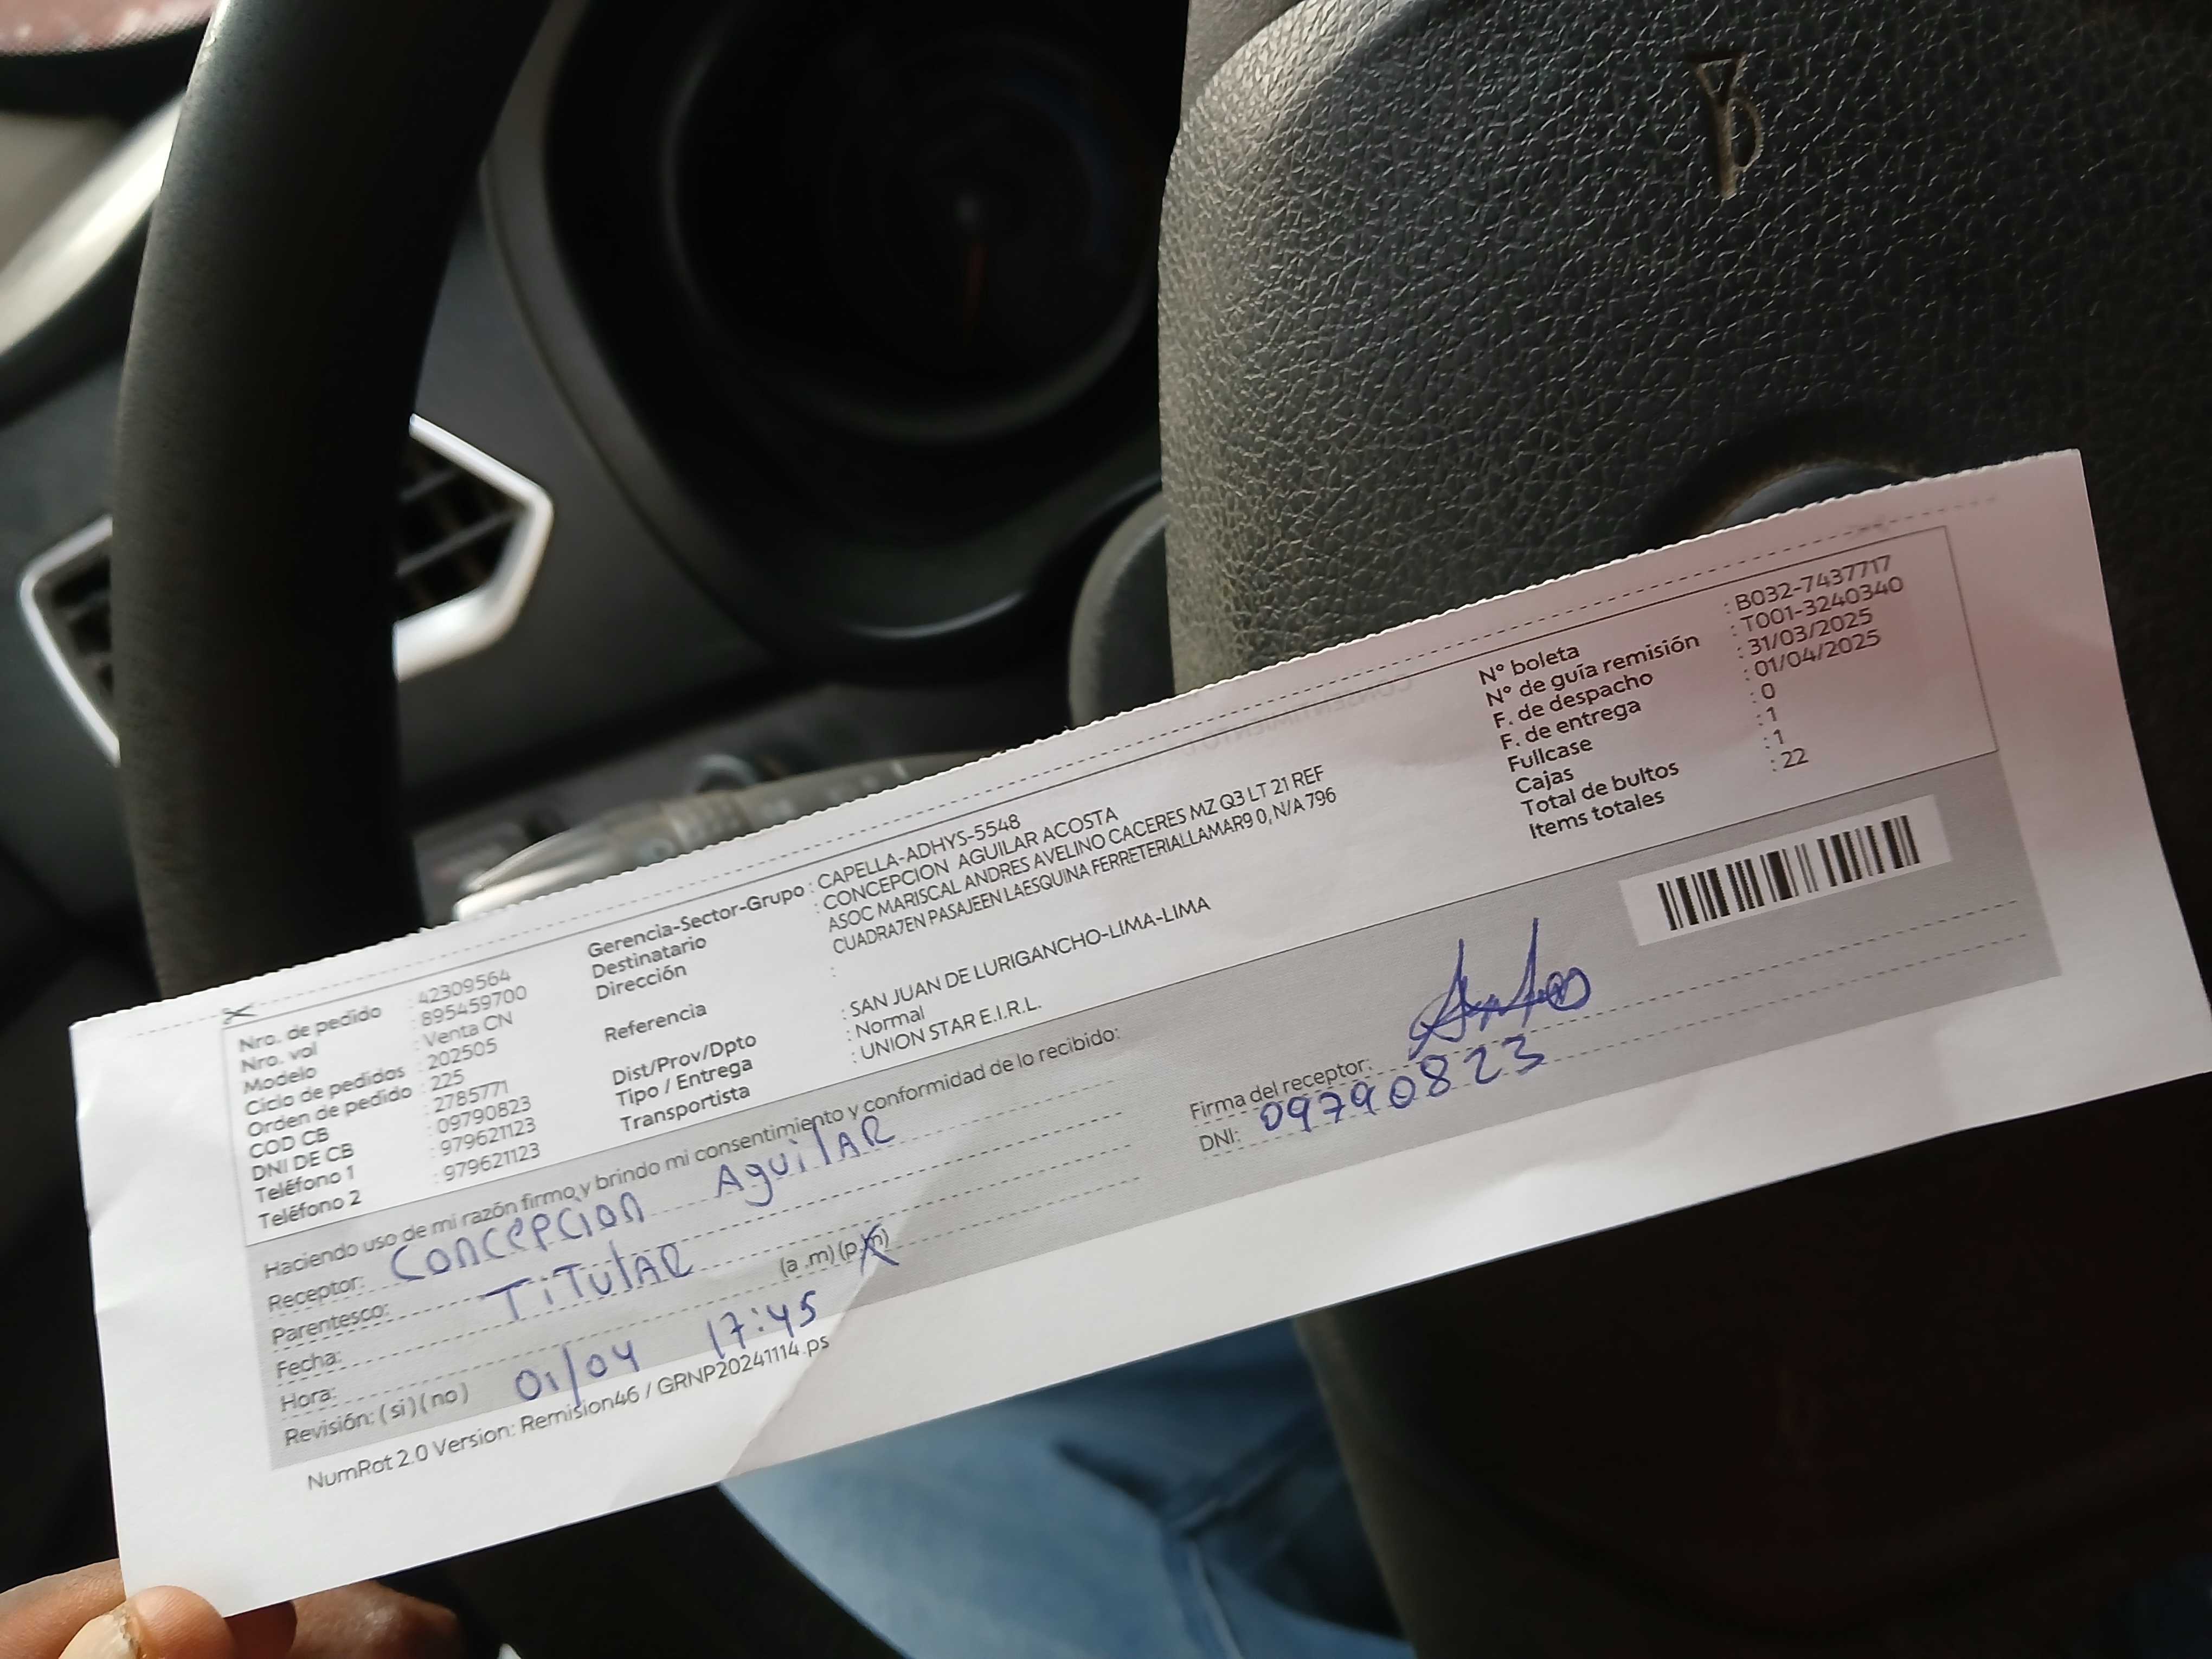 Nro. de pedido : 42309564
Nro. vol : 895459700
Modelo : Venta CN
Ciclo de pedidos : 202505
Orden de pedido : 225
COD CB : 2785771
DNI DE CB : 09790823
Teléfono 1 : 979621123
Teléfono 2 : 979621123
Gerencia-Sector-Grupo : CAPELLA-ADHYS-5548
Destinatario : CONCEPCION AGUILAR ACOSTA
Dirección : ASOC MARISCAL ANDRES AVELINO CACERES MZ Q3 LT 21 REF
CUADRA7EN PASAJEEN LAESQUINA FERRETERIALLAMAR9 0, N/A 796
Referencia :
Dist/Prov/Dpto : SAN JUAN DE LURIGANCHO-LIMA-LIMA
Tipo / Entrega : Normal
Transportista : UNION STAR E.I.R.L.
N° boleta : B032-7437717
N° de guía remisión : T001-3240340
F. de despacho : 31/03/2025
F. de entrega : 01/04/2025
Fullcase : 0
Cajas : 1
Total de bultos : 1
Items totales : 22
Haciendo uso de mi razón firmo y brindo mi consentimiento y conformidad de lo recibido:
Receptor: CONCEPCION AguilAR
Parentesco: TiTulAR
Fecha:
Hora: (a .m) (p.m)
Revisión: ( si ) ( no ) 01/04 17:45
Firma del receptor:
DNI: 09790823
NumRot 2.0 Version: Remision46 / GRNP20241114.ps